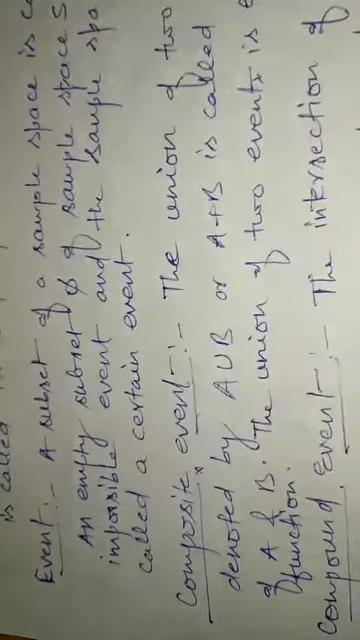 is called
Event :- A subset of a sample space is
An empty subset ϕ of sample space S
impossible event and the sample spa
called a certain event.
Composite event :- The union of two
denoted by A∪B or A+B is called
of A & B. The union of two events is
function.
Compound Event :- The intersection of